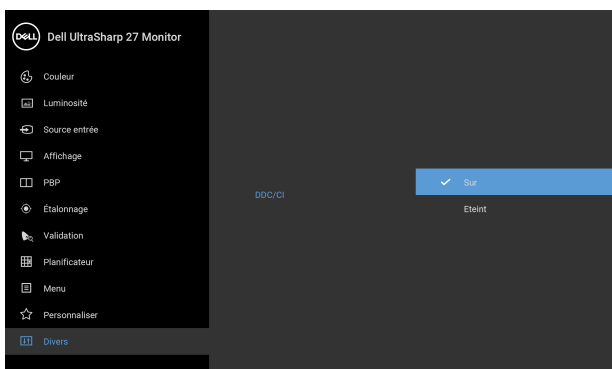 DELL
Dell UltraSharp 27 Monitor
Couleur
Luminosité
Source entrée
Affichage
PBP
Étalonnage
Validation
Planificateur
Menu
Personnaliser
Divers
DDC/CI
Sur
Eteint